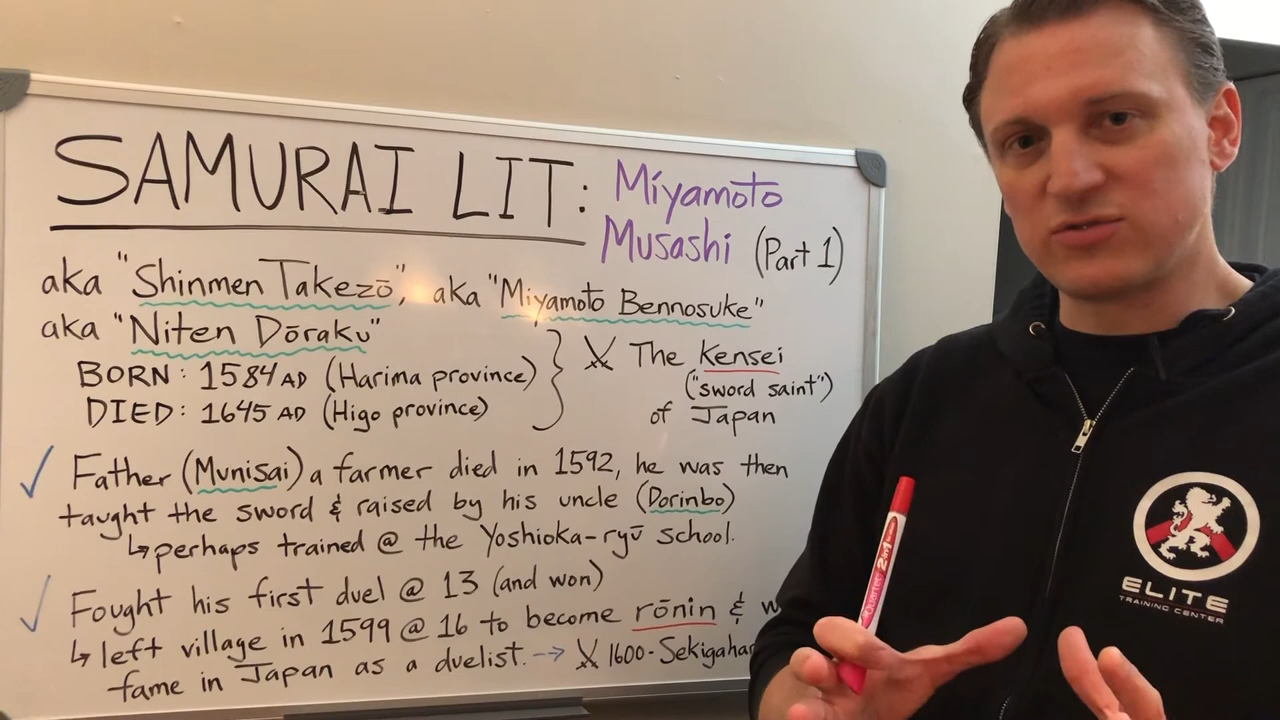 SAMURAI LIT: Miyamoto
Musashi (Part 1)
aka "Shinmen Takezō", aka "Miyamoto Bennosuke"
aka "Niten Dōraku"
BORN: 1584 AD (Harima province)
DIED: 1645 AD (Higo province)
The Kensei
("sword saint")
of Japan
✓ Father (Munisai) a farmer died in 1592, he was then
taught the sword & raised by his uncle (Dorinbo)
↳ perhaps trained @ the Yoshioka-ryū school.
✓ Fought his first duel @ 13 (and won)
↳ left village in 1599 @ 16 to become rōnin & w
fame in Japan as a duelist. --> 1600-Sekigahar
Quartet 2 in 1
ELITE
TRAINING CENTER